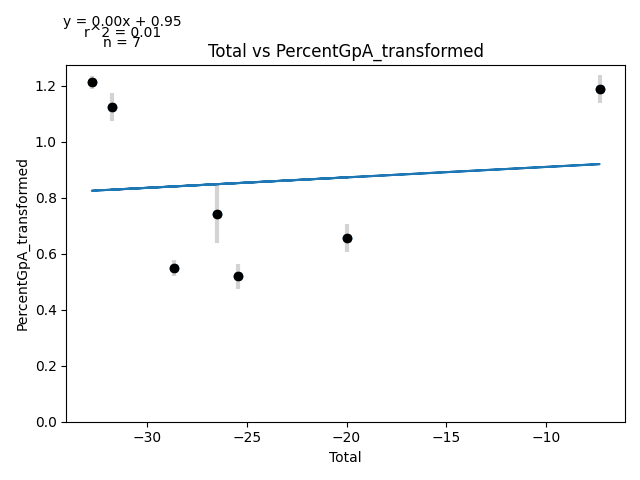 y = 0.00x + 0.95
r^2 = 0.01
n = 7
Total vs PercentGpA_transformed
PercentGpA_transformed
1.2
1.0
0.8
0.6
0.4
0.2
0.0
−30 −25 −20 −15 −10
Total